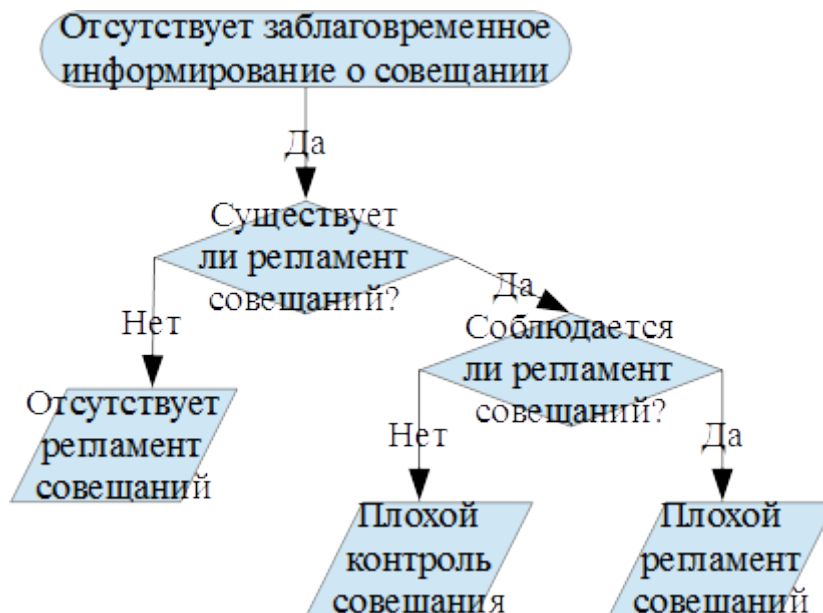 Отсутствует заблаговременное
информирование о совещании
Да
Существует
ли регламент
совещаний?
Да
Нет
Соблюдается
ли регламент
совещаний?
Отсутствует
регламент
совещаний
Нет
Да
Плохой
контроль
совещания
Плохой
регламент
совещаний